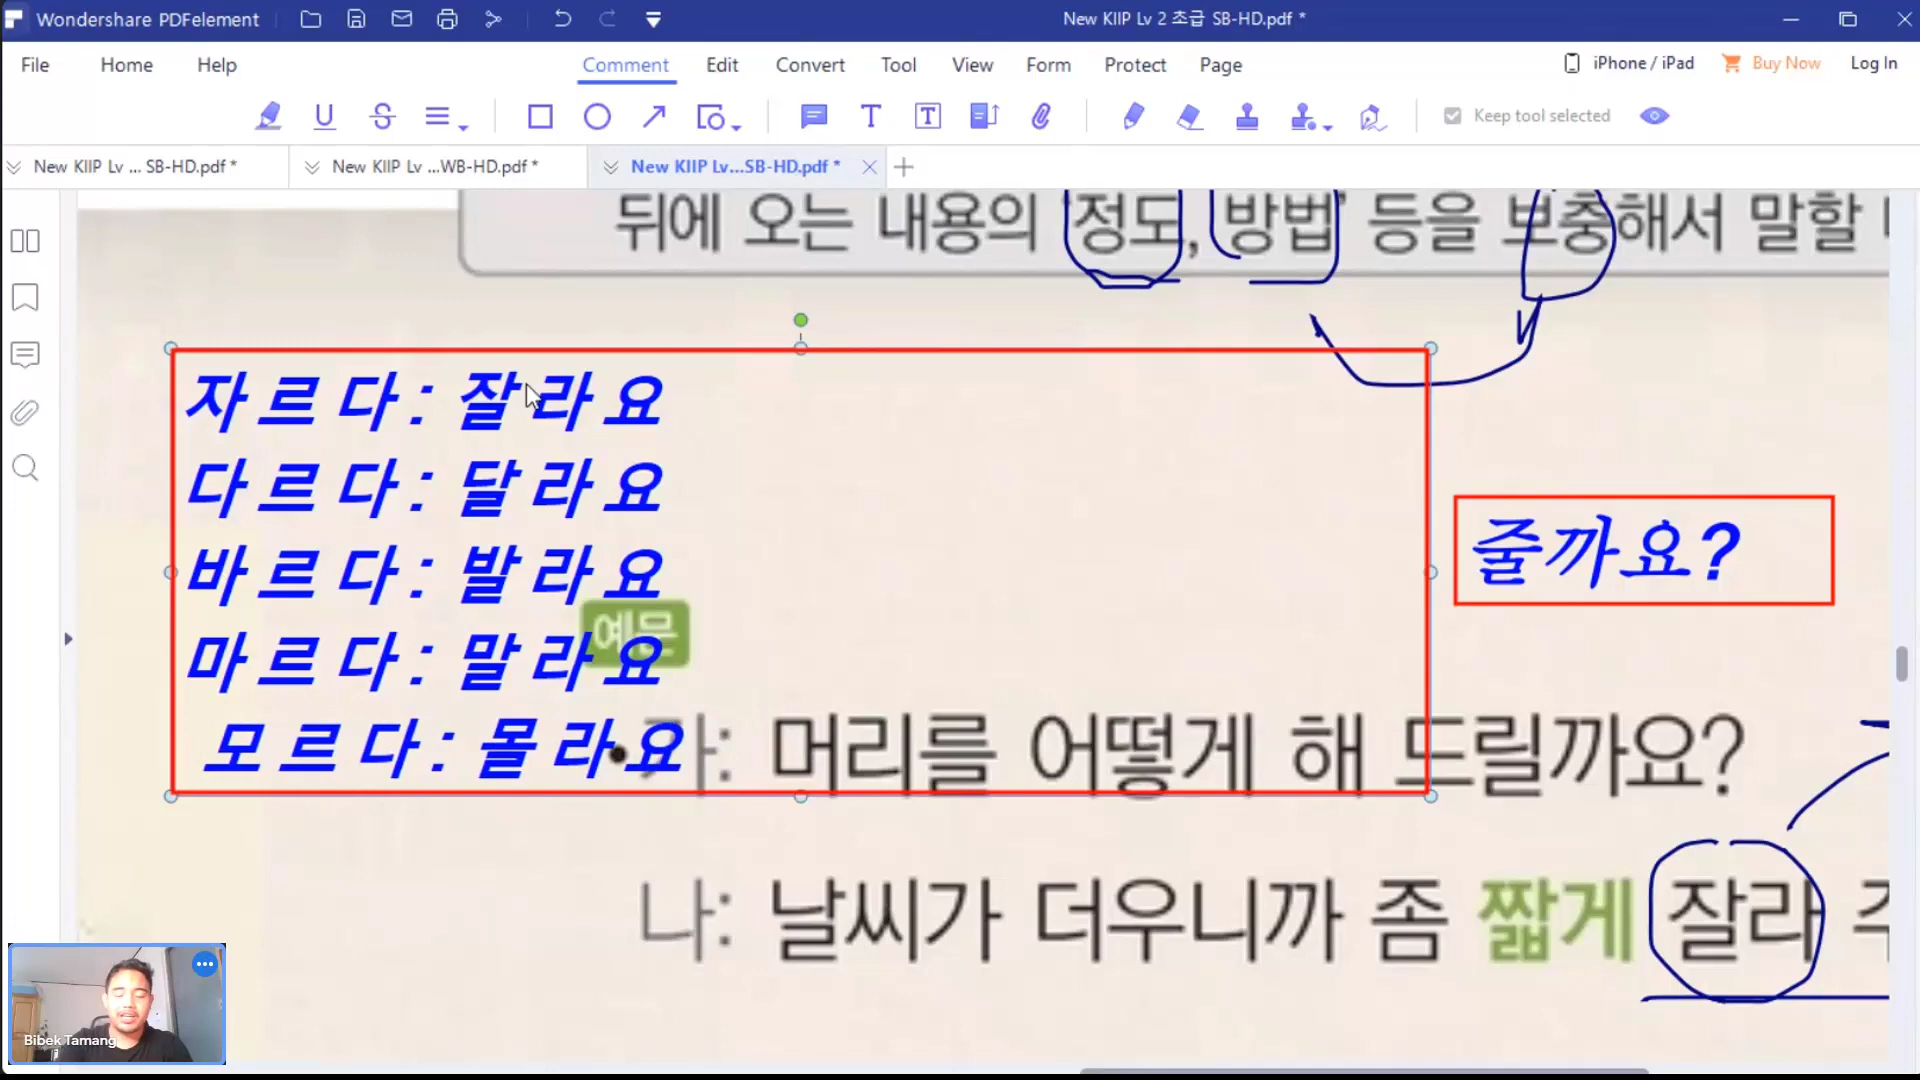 Wondershare PDFelement
New KIIP Lv 2 초급 SB-HD.pdf *
File Home Help Comment Edit Convert Tool View Form Protect Page iPhone / iPad Buy Now Log In
Keep tool selected
New KIIP Lv ... SB-HD.pdf * New KIIP Lv ...WB-HD.pdf * New KIIP Lv...SB-HD.pdf *
뒤에 오는 내용의 '정도, 방법' 등을 보충해서 말할
자르다: 잘라요
다르다: 달라요
바르다: 발라요
마르다: 말라요
모르다: 몰라요
줄까요?
예문
가: 머리를 어떻게 해 드릴까요?
나: 날씨가 더우니까 좀 짧게 잘라
Bibek Tamang